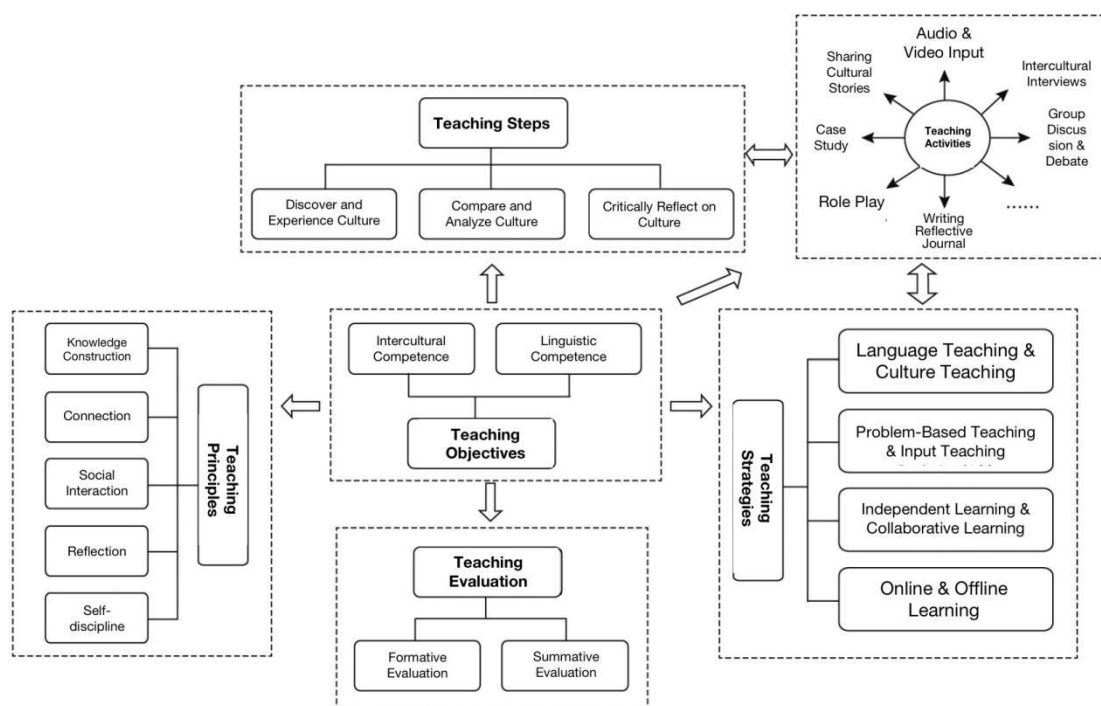 Teaching Steps
Discover and
Experience Culture
Compare and
Analyze Culture
Critically Reflect on
Culture
Audio &
Video Input
Sharing
Cultural
Stories
Intercultural
Interviews
Case
Study
Teaching
Activities
Group
Discus
sion &
Debate
Role Play
Writing
Reflective
Journal
......
Knowledge
Construction
Connection
Social
Interaction
Reflection
Self-
discipline
Teaching
Principles
Intercultural
Competence
Linguistic
Competence
Teaching
Objectives
Teaching
Evaluation
Formative
Evaluation
Summative
Evaluation
Teaching
Strategies
Language Teaching &
Culture Teaching
Problem-Based Teaching
& Input Teaching
Independent Learning &
Collaborative Learning
Online & Offline
Learning